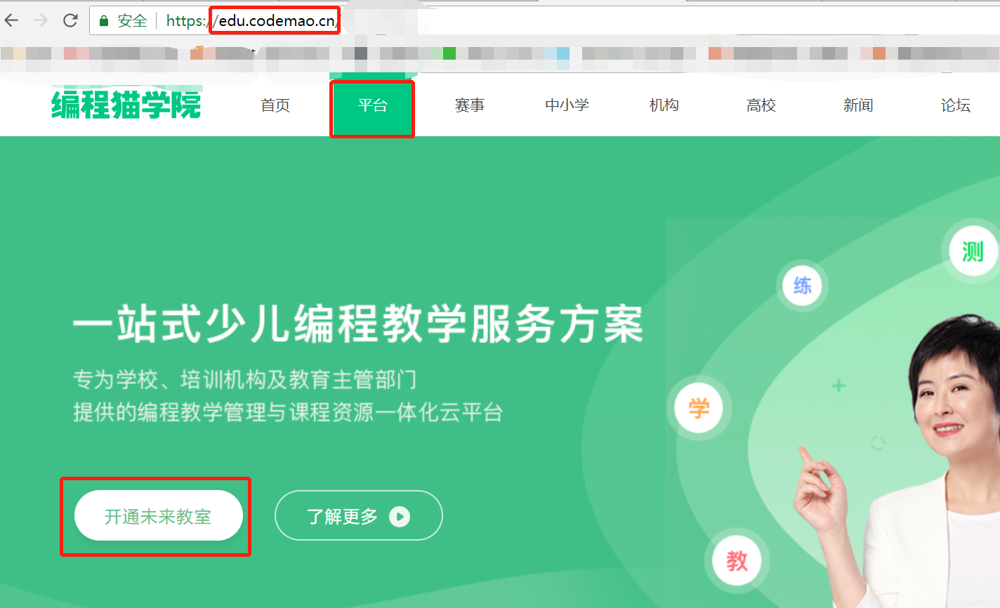 安全 https://edu.codemao.cn/
编程猫学院 首页 平台 赛事 中小学 机构 高校 新闻 论坛
测
练
一站式少儿编程教学服务方案
专为学校、培训机构及教育主管部门
学
提供的编程教学管理与课程资源一体化云平台
开通未来教室 了解更多
教